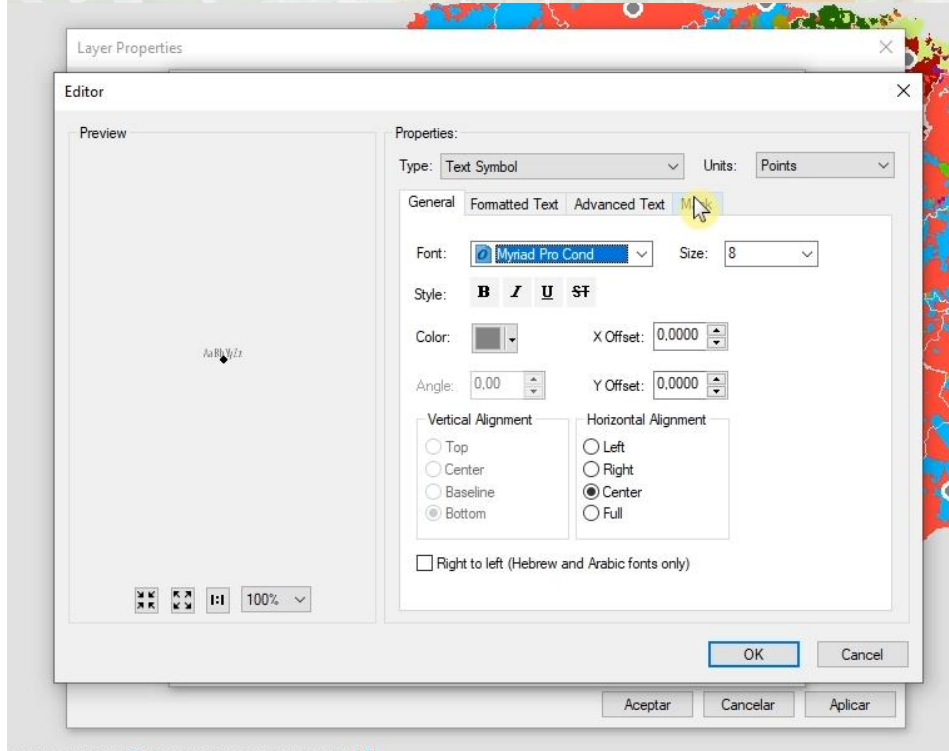 Layer Properties
Editor
Preview
Properties:
Type: Text Symbol Units: Points
General Formatted Text Advanced Text Mask
Font: Myriad Pro Cond Size: 8
Style: B I U ST
Color: X Offset: 0,0000
AaBbYyZz
Angle: 0,00 Y Offset: 0,0000
Vertical Alignment Horizontal Alignment
Top Left
Center Right
Baseline Center
Bottom Full
Right to left (Hebrew and Arabic fonts only)
1:1 100%
OK Cancel
Aceptar Cancelar Aplicar